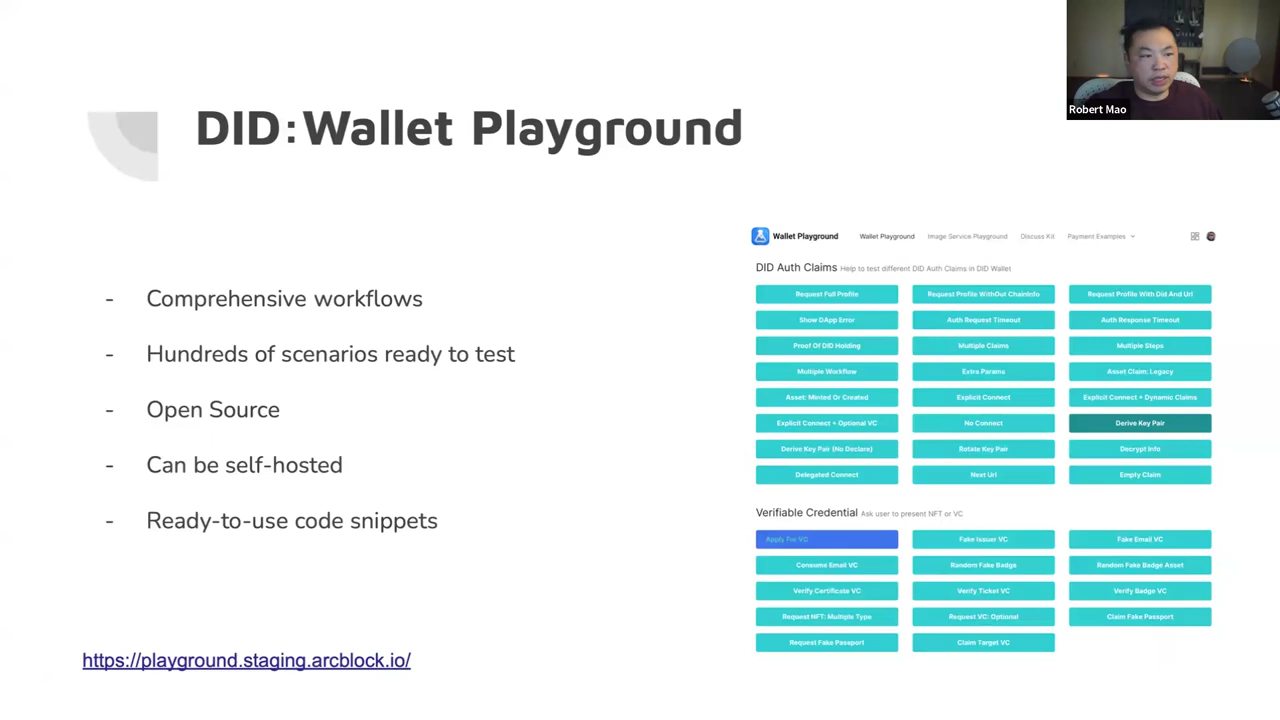 Robert Mao
DID:Wallet Playground
- Comprehensive workflows
- Hundreds of scenarios ready to test
- Open Source
- Can be self-hosted
- Ready-to-use code snippets
https://playground.staging.arcblock.io/
Wallet Playground Wallet Playground Image Service Playground Discuss Kit Payment Examples
DID Auth Claims Help to test different DID Auth Claims in DID Wallet
Request Full Profile Request Profile WithOut ChainInfo Request Profile With Did And Url
Show DApp Error Auth Request Timeout Auth Response Timeout
Proof Of DID Holding Multiple Claims Multiple Steps
Multiple Workflow Extra Params Asset Claim: Legacy
Asset: Minted Or Created Explicit Connect Explicit Connect + Dynamic Claims
Explicit Connect + Optional VC No Connect Derive Key Pair
Derive Key Pair (No Declare) Rotate Key Pair Decrypt Info
Delegated Connect Next Url Empty Claim
Verifiable Credential Ask user to present NFT or VC
Apply For VC Fake Issuer VC Fake Email VC
Consume Email VC Random Fake Badge Random Fake Badge Asset
Verify Certificate VC Verify Ticket VC Verify Badge VC
Request NFT: Multiple Type Request VC: Optional Claim Fake Passport
Request Fake Passport Claim Target VC